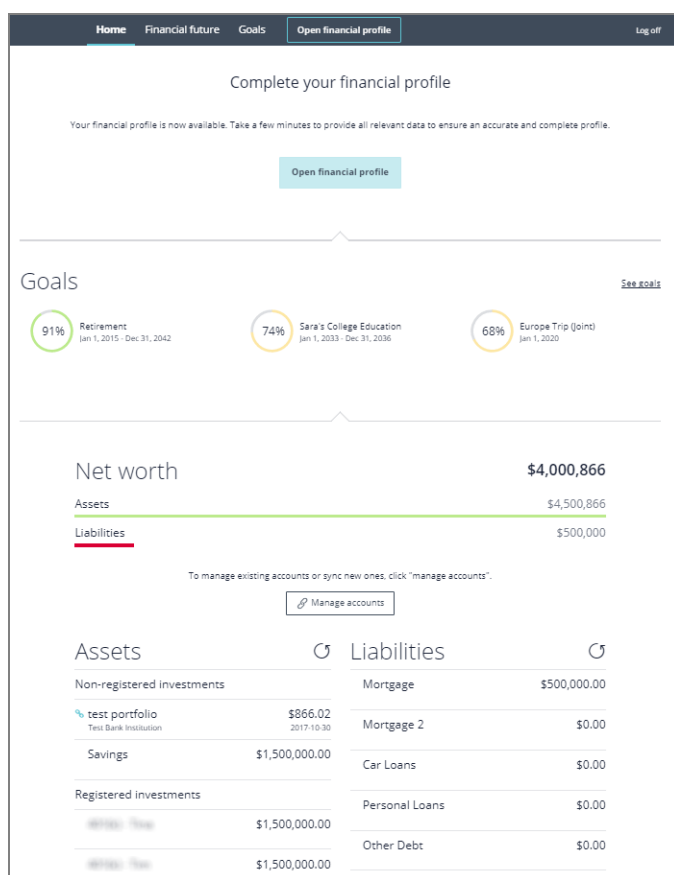 Home Financial future Goals Open financial profile Log off
Complete your financial profile
Your financial profile is now available. Take a few minutes to provide all relevant data to ensure an accurate and complete profile.
Open financial profile
Goals See goals
91% Retirement
Jan 1, 2015 - Dec 31, 2042
74% Sara's College Education
Jan 1, 2033 - Dec 31, 2036
68% Europe Trip (Joint)
Jan 1, 2020
Net worth $4,000,866
Assets $4,500,866
Liabilities $500,000
To manage existing accounts or sync new ones, click "manage accounts".
Manage accounts
Assets
Non-registered investments
test portfolio $866.02
Test Bank Institution 2017-10-30
Savings $1,500,000.00
Registered investments
$1,500,000.00
$1,500,000.00
Liabilities
Mortgage $500,000.00
Mortgage 2 $0.00
Car Loans $0.00
Personal Loans $0.00
Other Debt $0.00